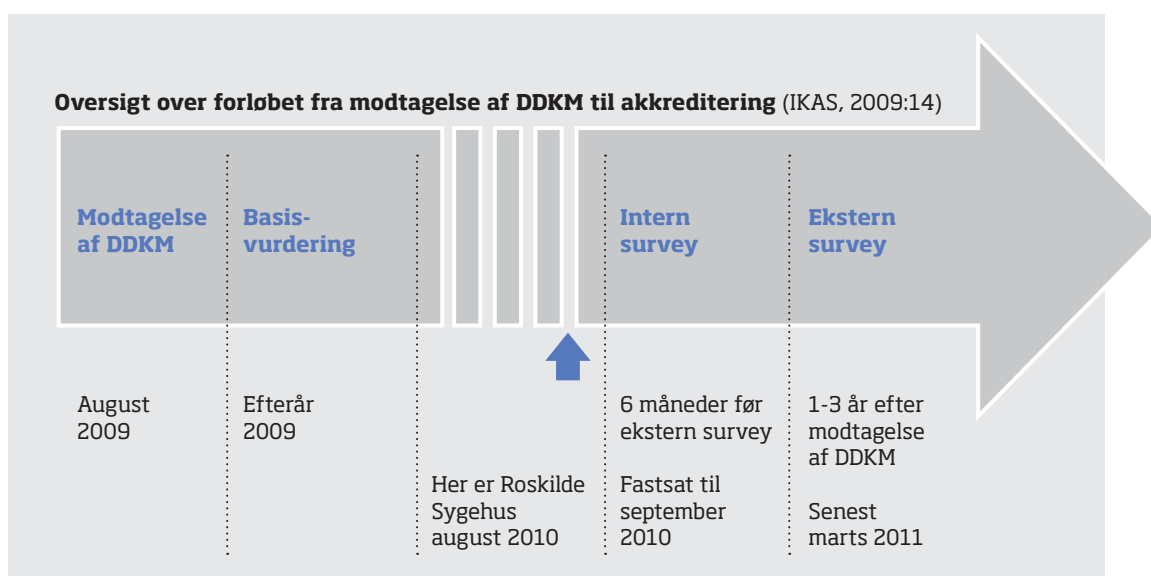 Oversigt over forløbet fra modtagelse af DDKM til akkreditering (IKAS, 2009:14)
Modtagelse
af DDKM
Basis-
vurdering
Intern
survey
Ekstern
survey
August
2009
Efterår
2009
Her er Roskilde
Sygehus
august 2010
6 måneder før
ekstern survey
Fastsat til
september
2010
1-3 år efter
modtagelse
af DDKM
Senest
marts 2011